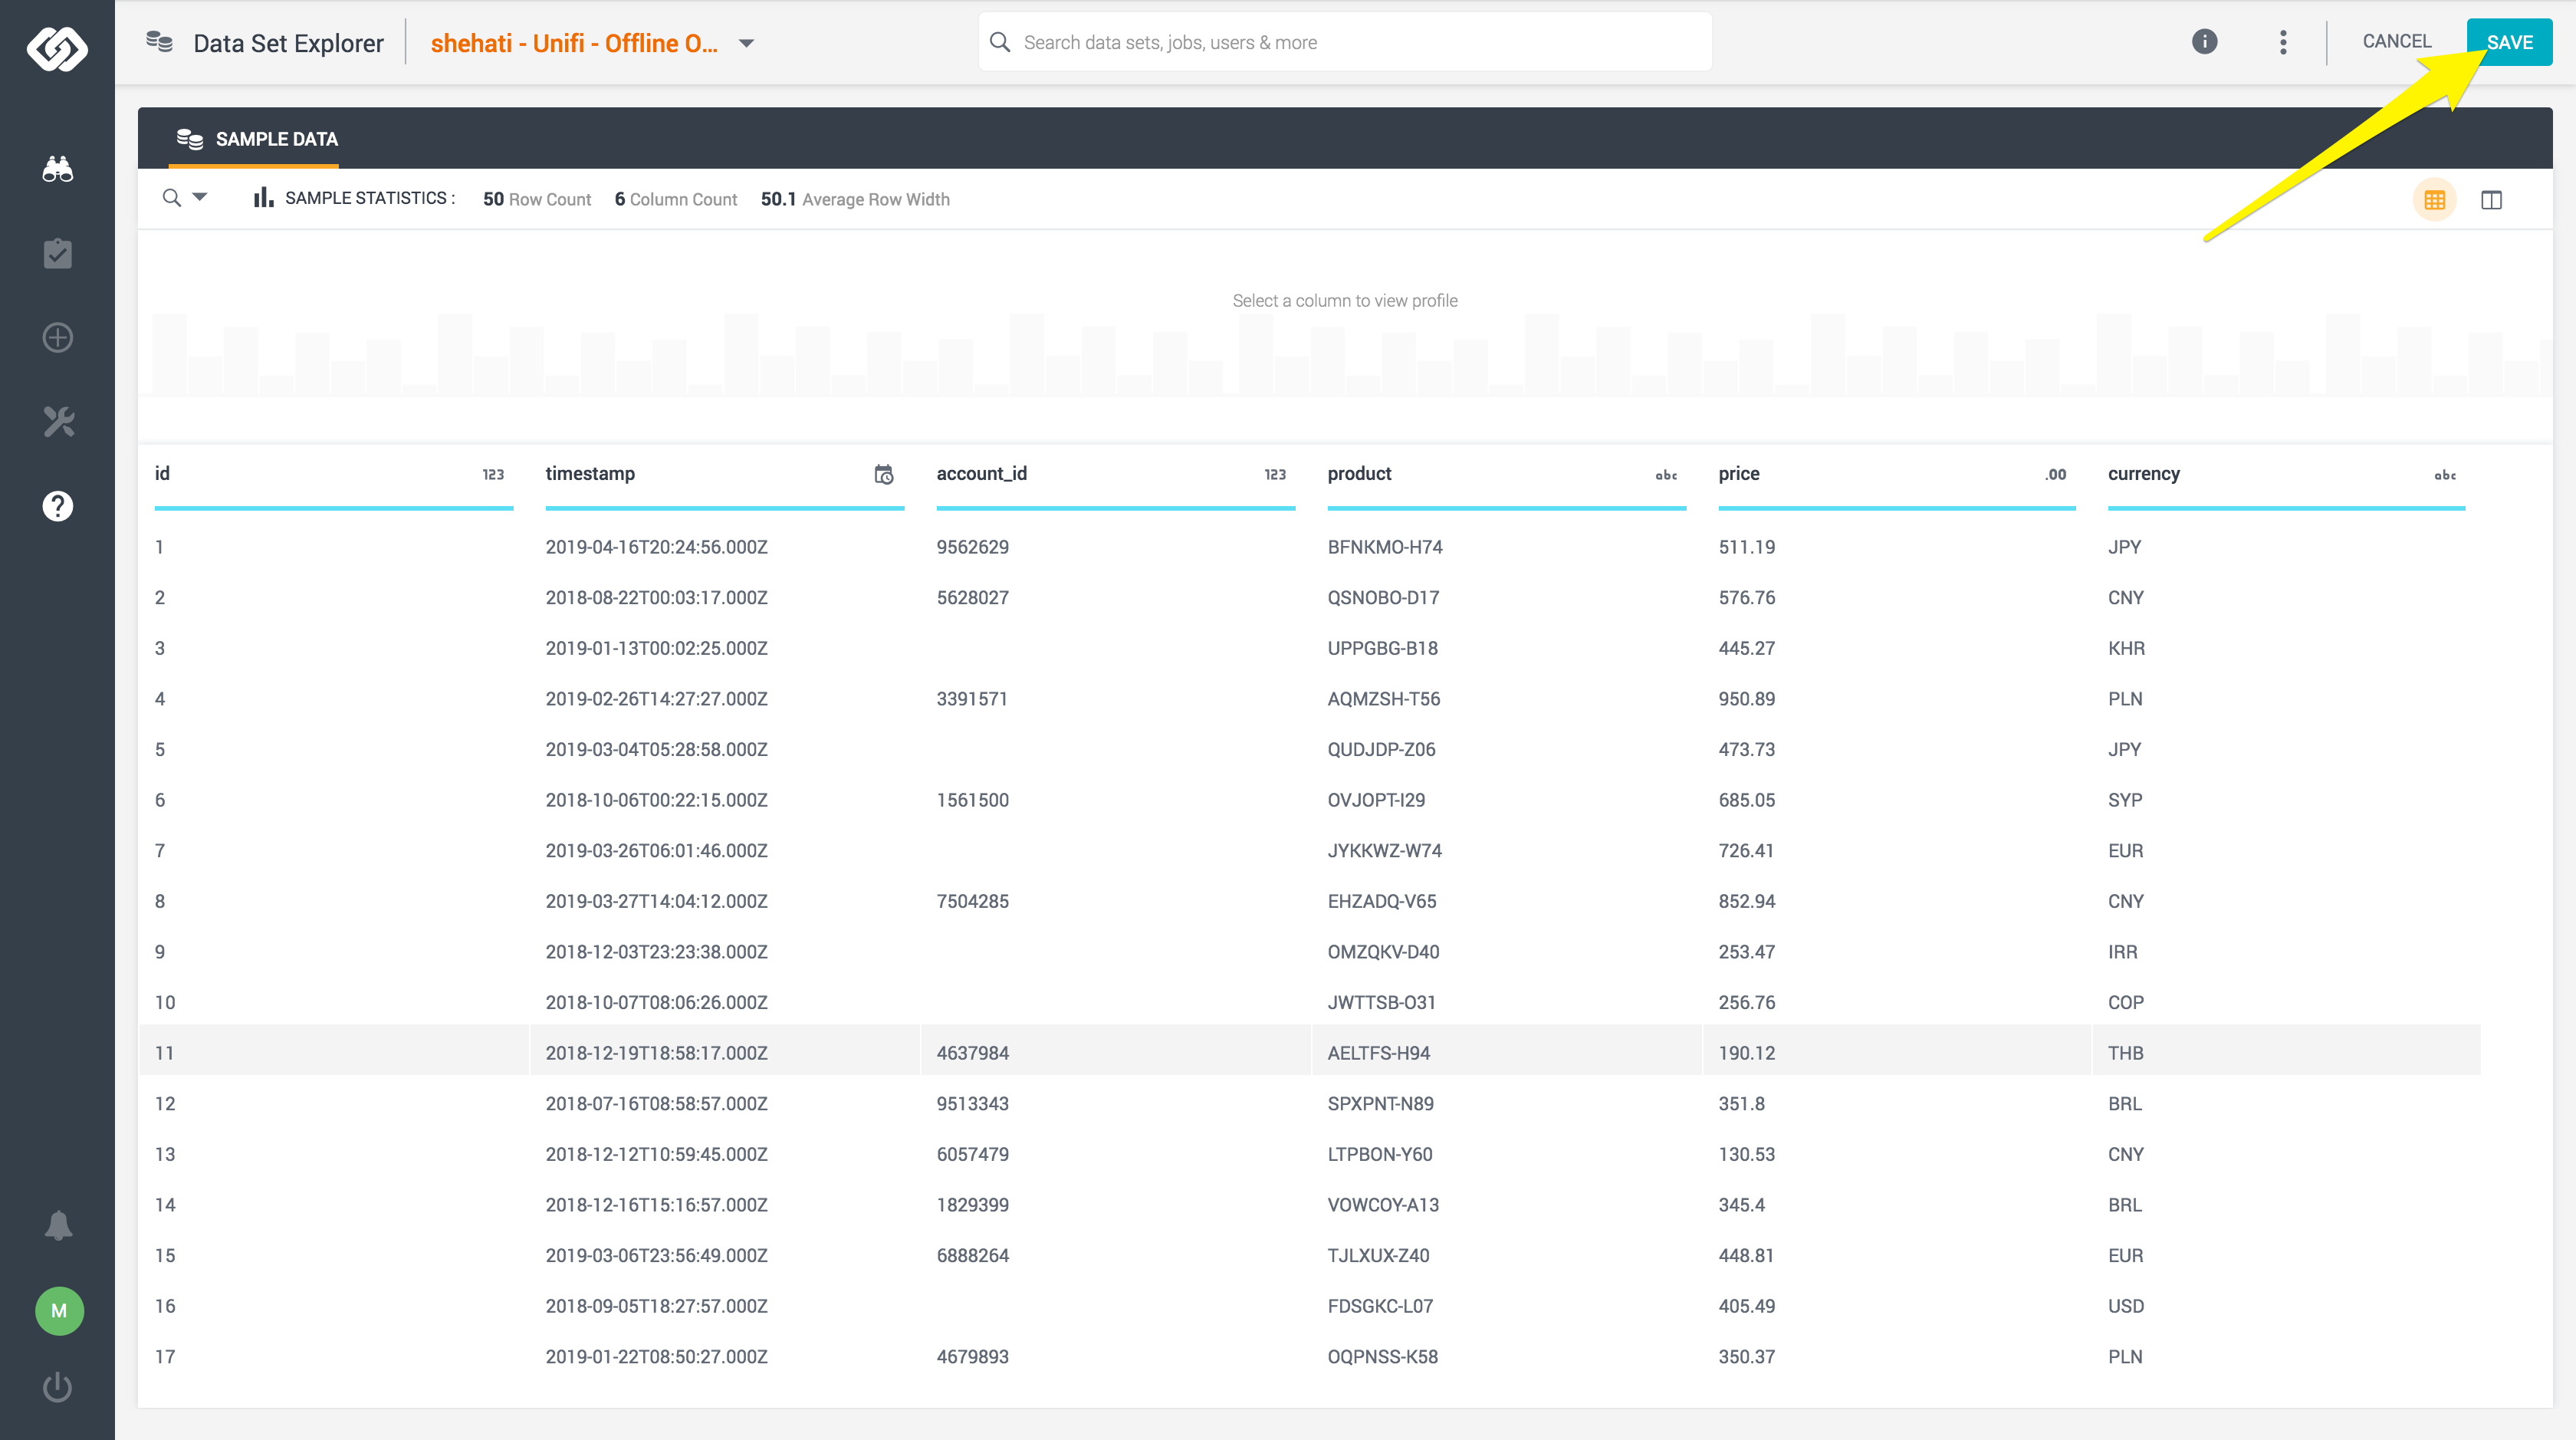 Data Set Explorer shehati - Unifi - Offline O... Search data sets, jobs, users & more CANCEL SAVE
SAMPLE DATA
SAMPLE STATISTICS : 50 Row Count 6 Column Count 50.1 Average Row Width
Select a column to view profile
id 123 timestamp account_id 123 product abc price .00 currency abc
1 2019-04-16T20:24:56.000Z 9562629 BFNKMO-H74 511.19 JPY
2 2018-08-22T00:03:17.000Z 5628027 QSNOBO-D17 576.76 CNY
3 2019-01-13T00:02:25.000Z UPPGBG-B18 445.27 KHR
4 2019-02-26T14:27:27.000Z 3391571 AQMZSH-T56 950.89 PLN
5 2019-03-04T05:28:58.000Z QUDJDP-Z06 473.73 JPY
6 2018-10-06T00:22:15.000Z 1561500 OVJOPT-I29 685.05 SYP
7 2019-03-26T06:01:46.000Z JYKKWZ-W74 726.41 EUR
8 2019-03-27T14:04:12.000Z 7504285 EHZADQ-V65 852.94 CNY
9 2018-12-03T23:23:38.000Z OMZQKV-D40 253.47 IRR
10 2018-10-07T08:06:26.000Z JWTTSB-O31 256.76 COP
11 2018-12-19T18:58:17.000Z 4637984 AELTFS-H94 190.12 THB
12 2018-07-16T08:58:57.000Z 9513343 SPXPNT-N89 351.8 BRL
13 2018-12-12T10:59:45.000Z 6057479 LTPBON-Y60 130.53 CNY
14 2018-12-16T15:16:57.000Z 1829399 VOWCOY-A13 345.4 BRL
15 2019-03-06T23:56:49.000Z 6888264 TJLXUX-Z40 448.81 EUR
16 2018-09-05T18:27:57.000Z FDSGKC-L07 405.49 USD
17 2019-01-22T08:50:27.000Z 4679893 OQPNSS-K58 350.37 PLN
M